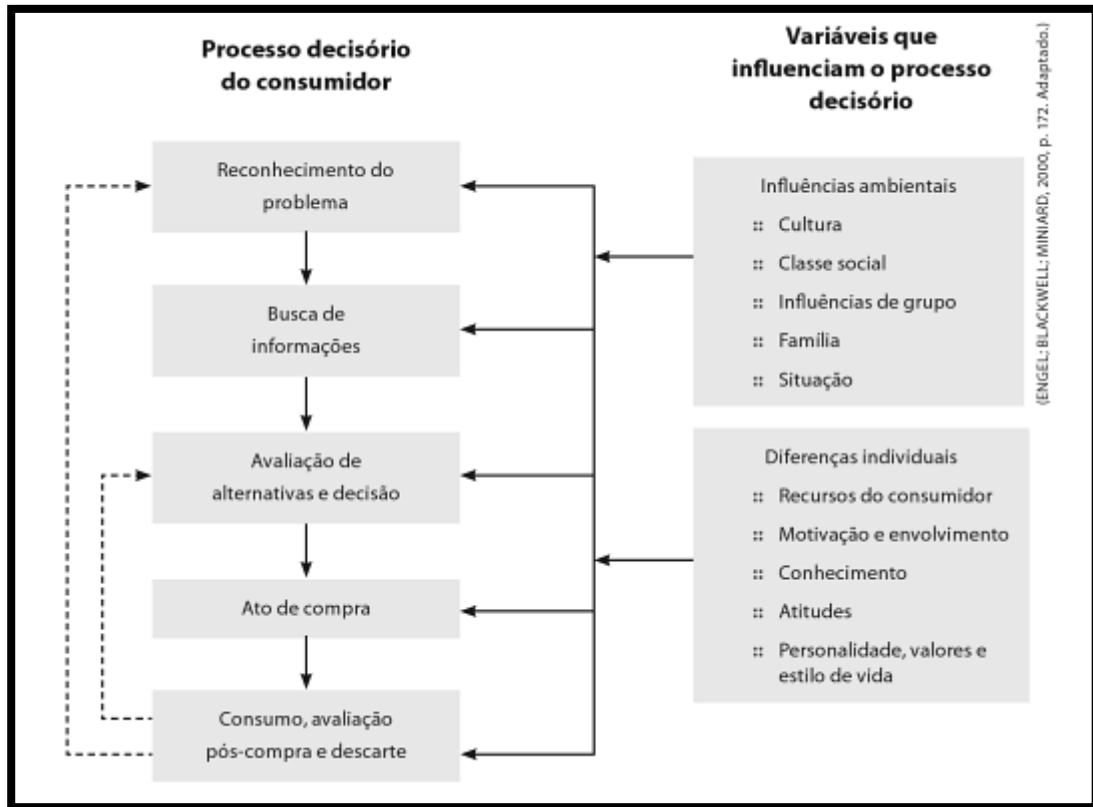 Processo decisório
do consumidor
Reconhecimento do
problema
Busca de
informações
Avaliação de
alternativas e decisão
Ato de compra
Consumo, avaliação
pós-compra e descarte
Variáveis que
influenciam o processo
decisório
Influências ambientais
:: Cultura
:: Classe social
:: Influências de grupo
:: Família
:: Situação
Diferenças individuais
:: Recursos do consumidor
:: Motivação e envolvimento
:: Conhecimento
:: Atitudes
:: Personalidade, valores e
estilo de vida
(ENGEL; BLACKWELL; MINIARD, 2000, p. 172. Adaptado.)